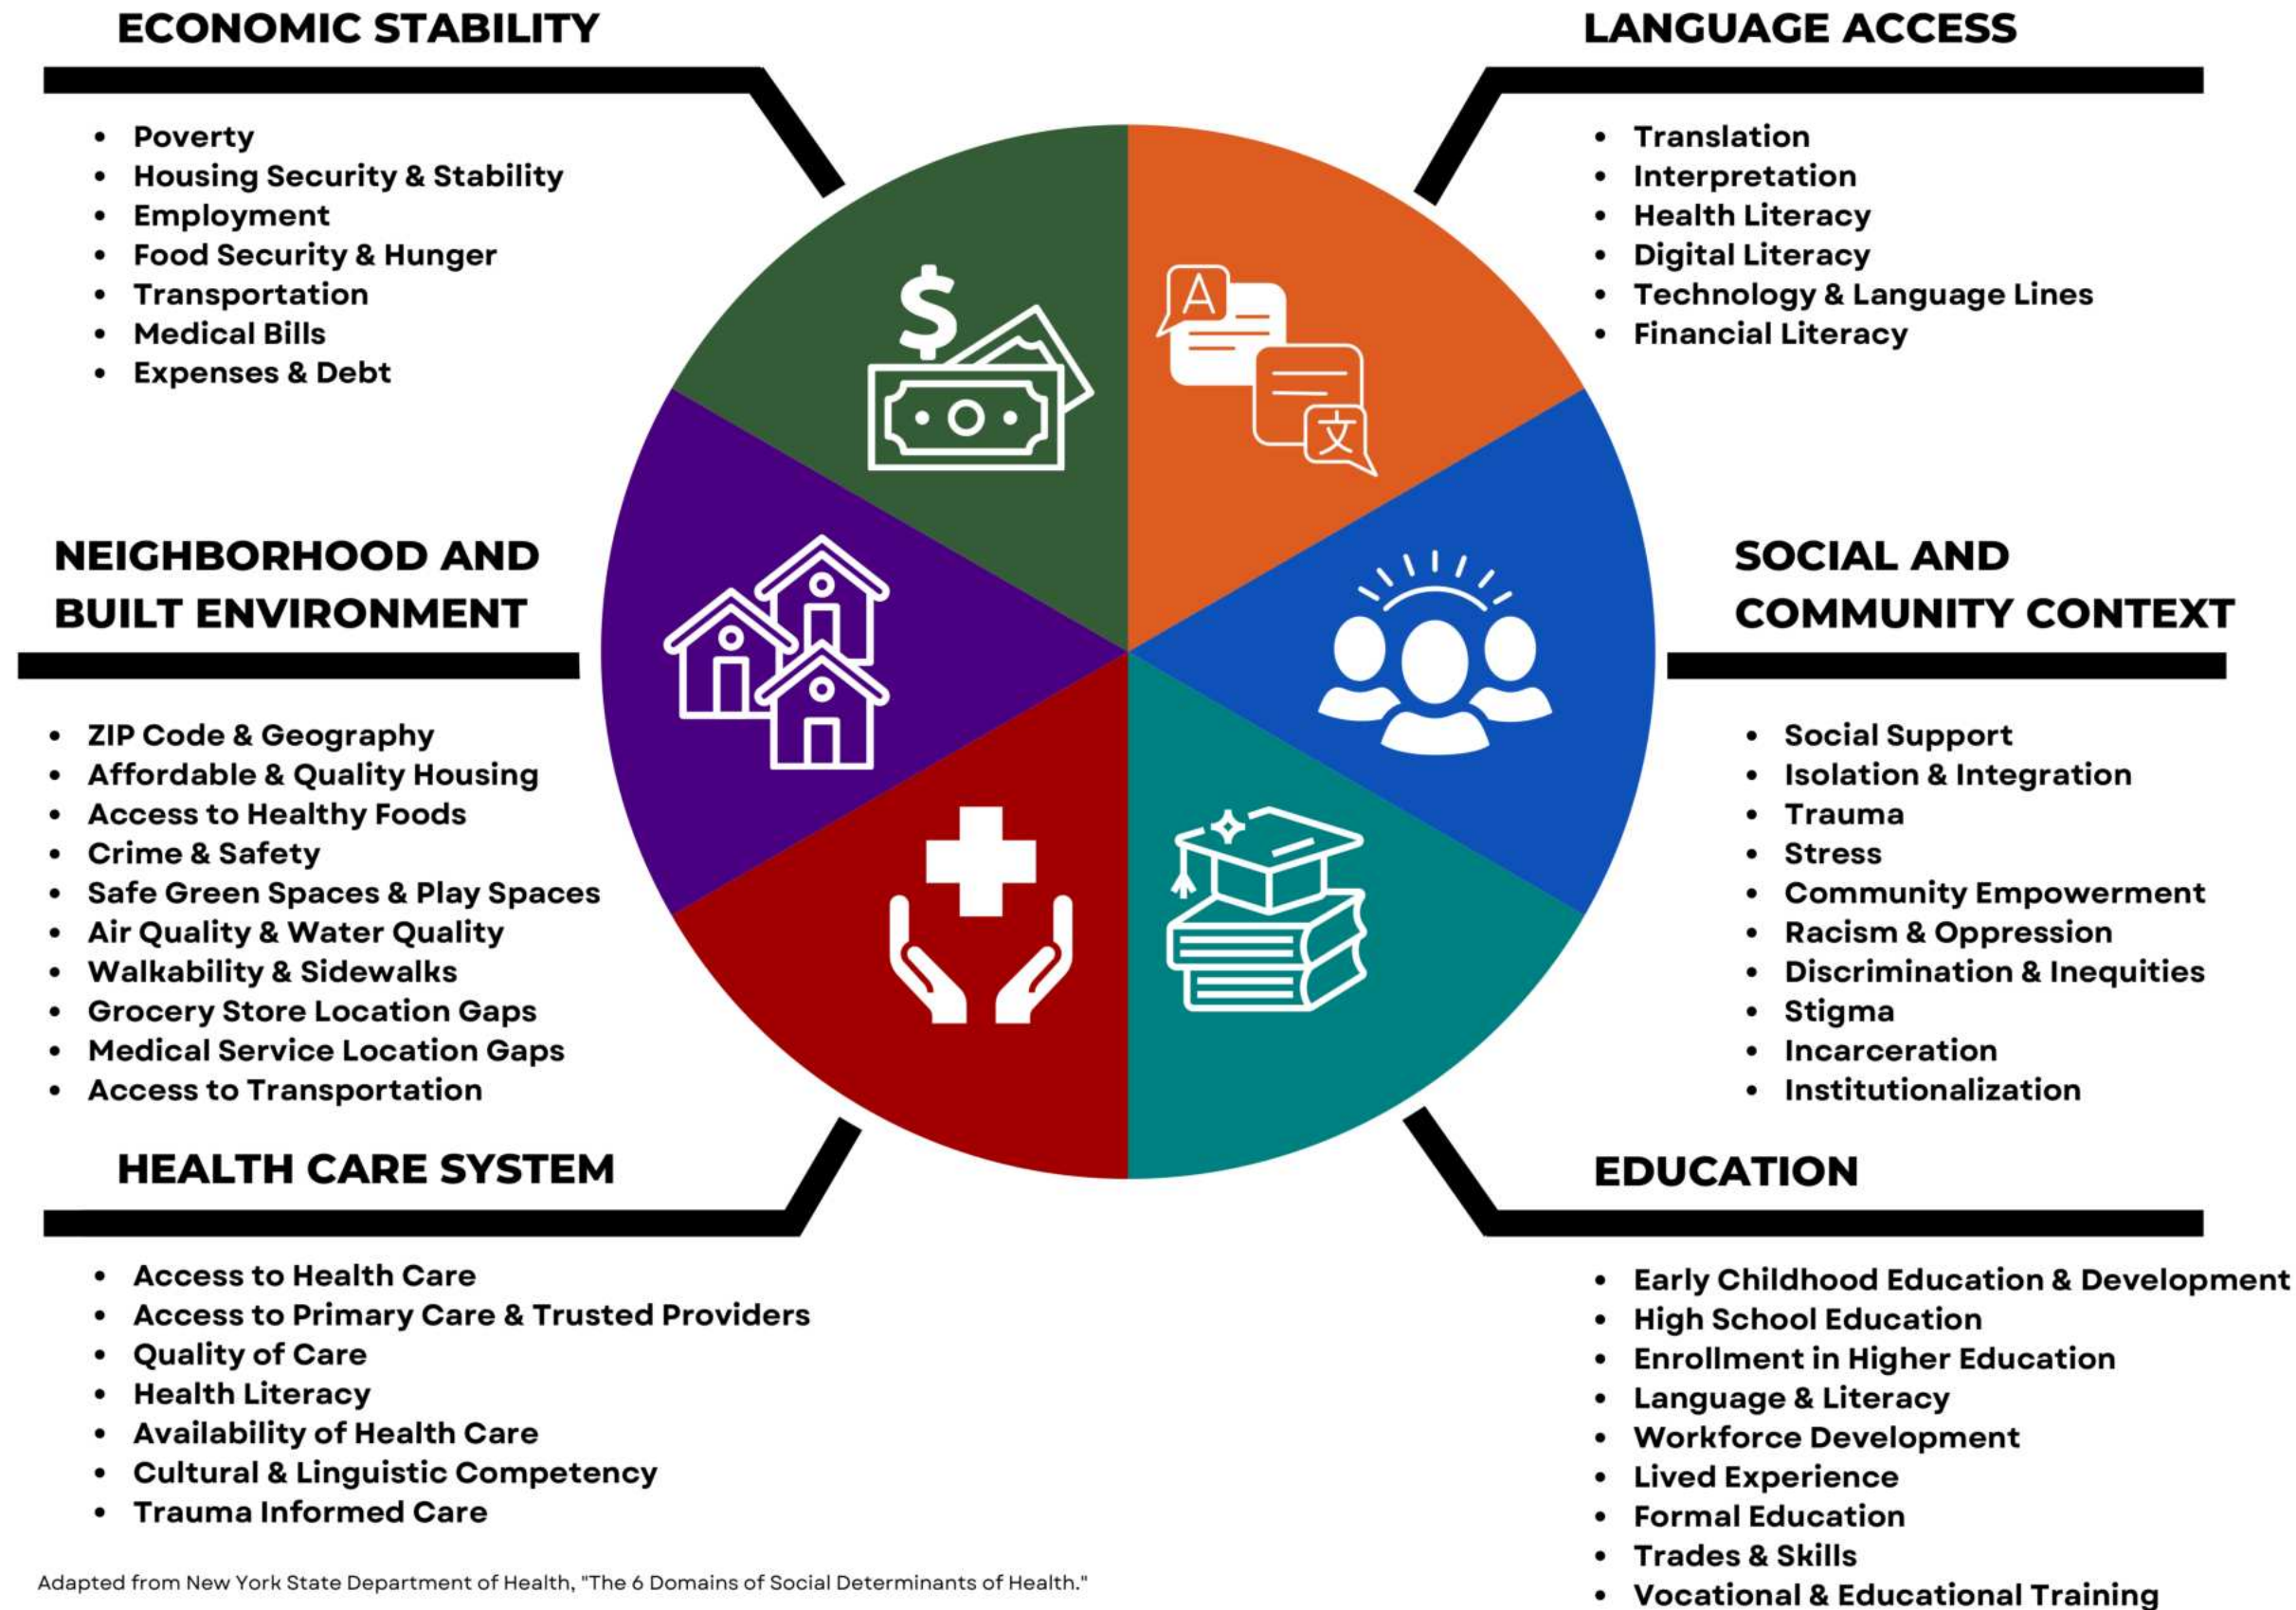 ECONOMIC STABILITY
• Poverty
• Housing Security & Stability
• Employment
• Food Security & Hunger
• Transportation
• Medical Bills
• Expenses & Debt
LANGUAGE ACCESS
• Translation
• Interpretation
• Health Literacy
• Digital Literacy
• Technology & Language Lines
• Financial Literacy
$
A
文
NEIGHBORHOOD AND
BUILT ENVIRONMENT
• ZIP Code & Geography
• Affordable & Quality Housing
• Access to Healthy Foods
• Crime & Safety
• Safe Green Spaces & Play Spaces
• Air Quality & Water Quality
• Walkability & Sidewalks
• Grocery Store Location Gaps
• Medical Service Location Gaps
• Access to Transportation
SOCIAL AND
COMMUNITY CONTEXT
• Social Support
• Isolation & Integration
• Trauma
• Stress
• Community Empowerment
• Racism & Oppression
• Discrimination & Inequities
• Stigma
• Incarceration
• Institutionalization
HEALTH CARE SYSTEM
• Access to Health Care
• Access to Primary Care & Trusted Providers
• Quality of Care
• Health Literacy
• Availability of Health Care
• Cultural & Linguistic Competency
• Trauma Informed Care
EDUCATION
• Early Childhood Education & Development
• High School Education
• Enrollment in Higher Education
• Language & Literacy
• Workforce Development
• Lived Experience
• Formal Education
• Trades & Skills
• Vocational & Educational Training
Adapted from New York State Department of Health, "The 6 Domains of Social Determinants of Health."